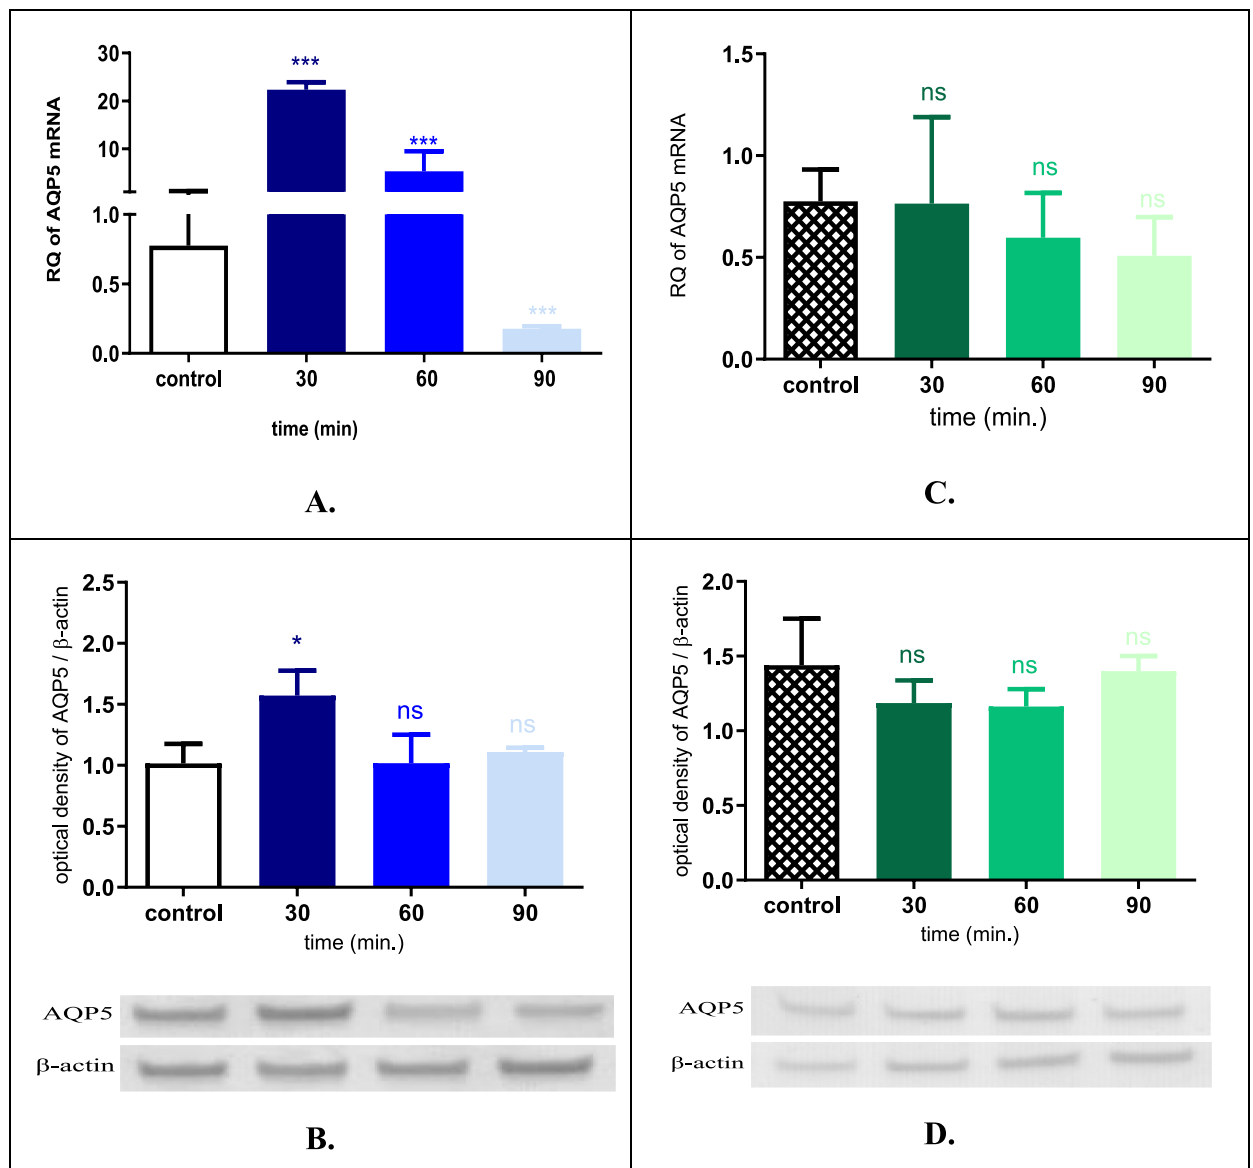 30
20
10
1.0
0.5
0.0
RQ of AQP5 mRNA
***
***
***
control 30 60 90
time (min)
A.
1.5
1.0
0.5
0.0
RQ of AQP5 mRNA
ns
ns
ns
control 30 60 90
time (min.)
C.
2.5
2.0
1.5
1.0
0.5
0.0
optical density of AQP5 / β-actin
*
ns
ns
control 30 60 90
time (min.)
AQP5
β-actin
B.
2.0
1.5
1.0
0.5
0.0
optical density of AQP5 / β-actin
ns
ns
ns
control 30 60 90
time (min.)
AQP5
β-actin
D.